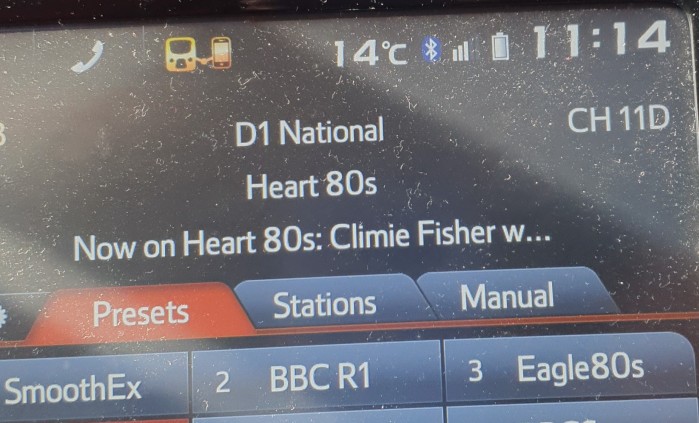 14°C 11:14
D1 National CH 11D
Heart 80s
Now on Heart 80s: Climie Fisher w...
Presets Stations Manual
SmoothEx 2 BBC R1 3 Eagle80s